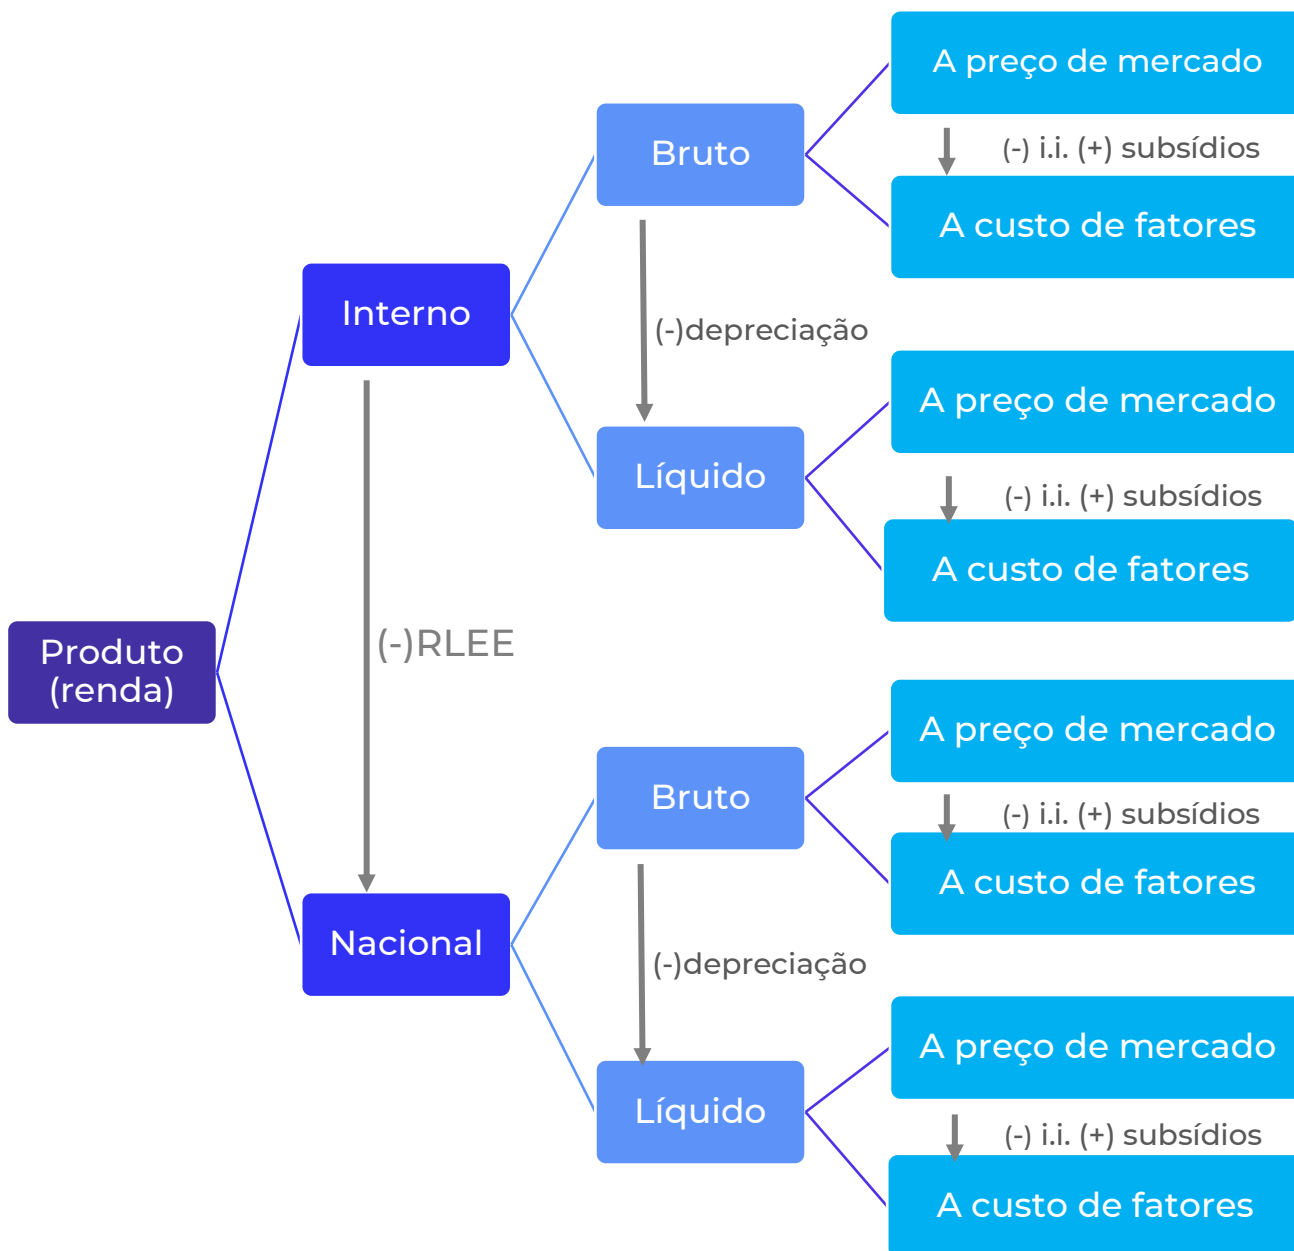 A preço de mercado
Bruto
(-) i.i. (+) subsídios
A custo de fatores
Interno
(-)depreciação
A preço de mercado
Líquido
(-) i.i. (+) subsídios
A custo de fatores
Produto
(renda)
(-)RLEE
A preço de mercado
Bruto
(-) i.i. (+) subsídios
A custo de fatores
Nacional
(-)depreciação
A preço de mercado
Líquido
(-) i.i. (+) subsídios
A custo de fatores